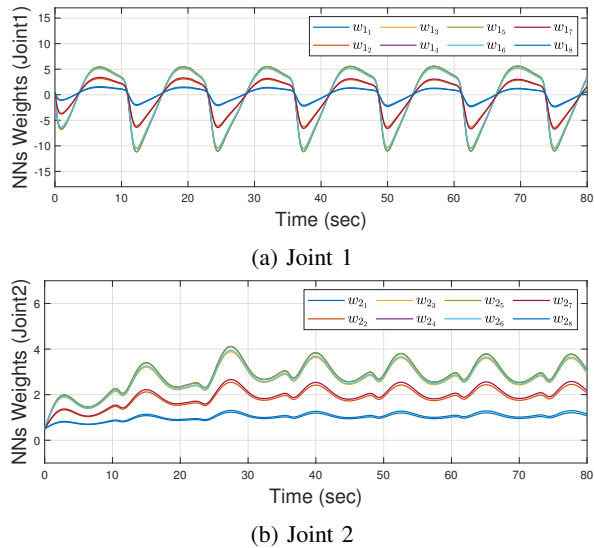 NNs Weights (Joint1)
15
10
5
0
-5
-10
-15
w₁₁ w₁₃ w₁₅ w₁₇
w₁₂ w₁₄ w₁₆ w₁₈
0 10 20 30 40 50 60 70 80
Time (sec)
(a) Joint 1
NNs Weights (Joint2)
6
4
2
0
w₂₁ w₂₃ w₂₅ w₂₇
w₂₂ w₂₄ w₂₆ w₂₈
0 10 20 30 40 50 60 70 80
Time (sec)
(b) Joint 2